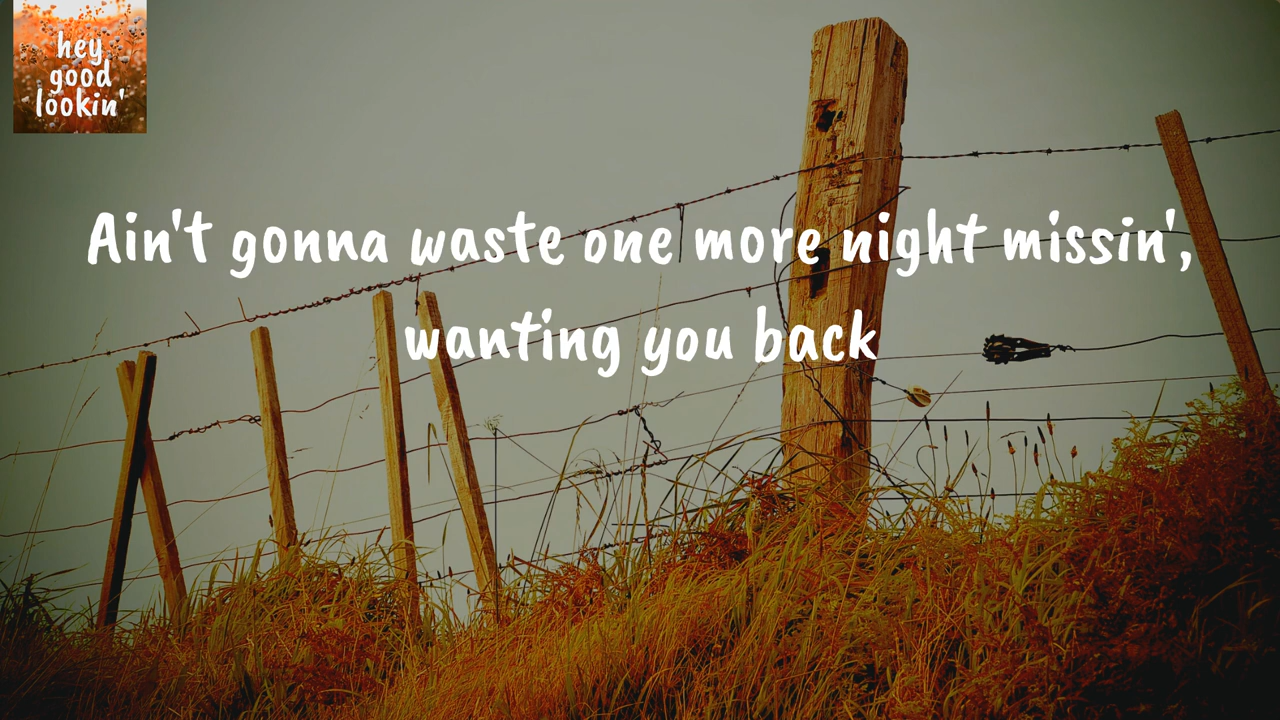 hey
good
lookin'
Ain't gonna waste one more night missin',
wanting you back